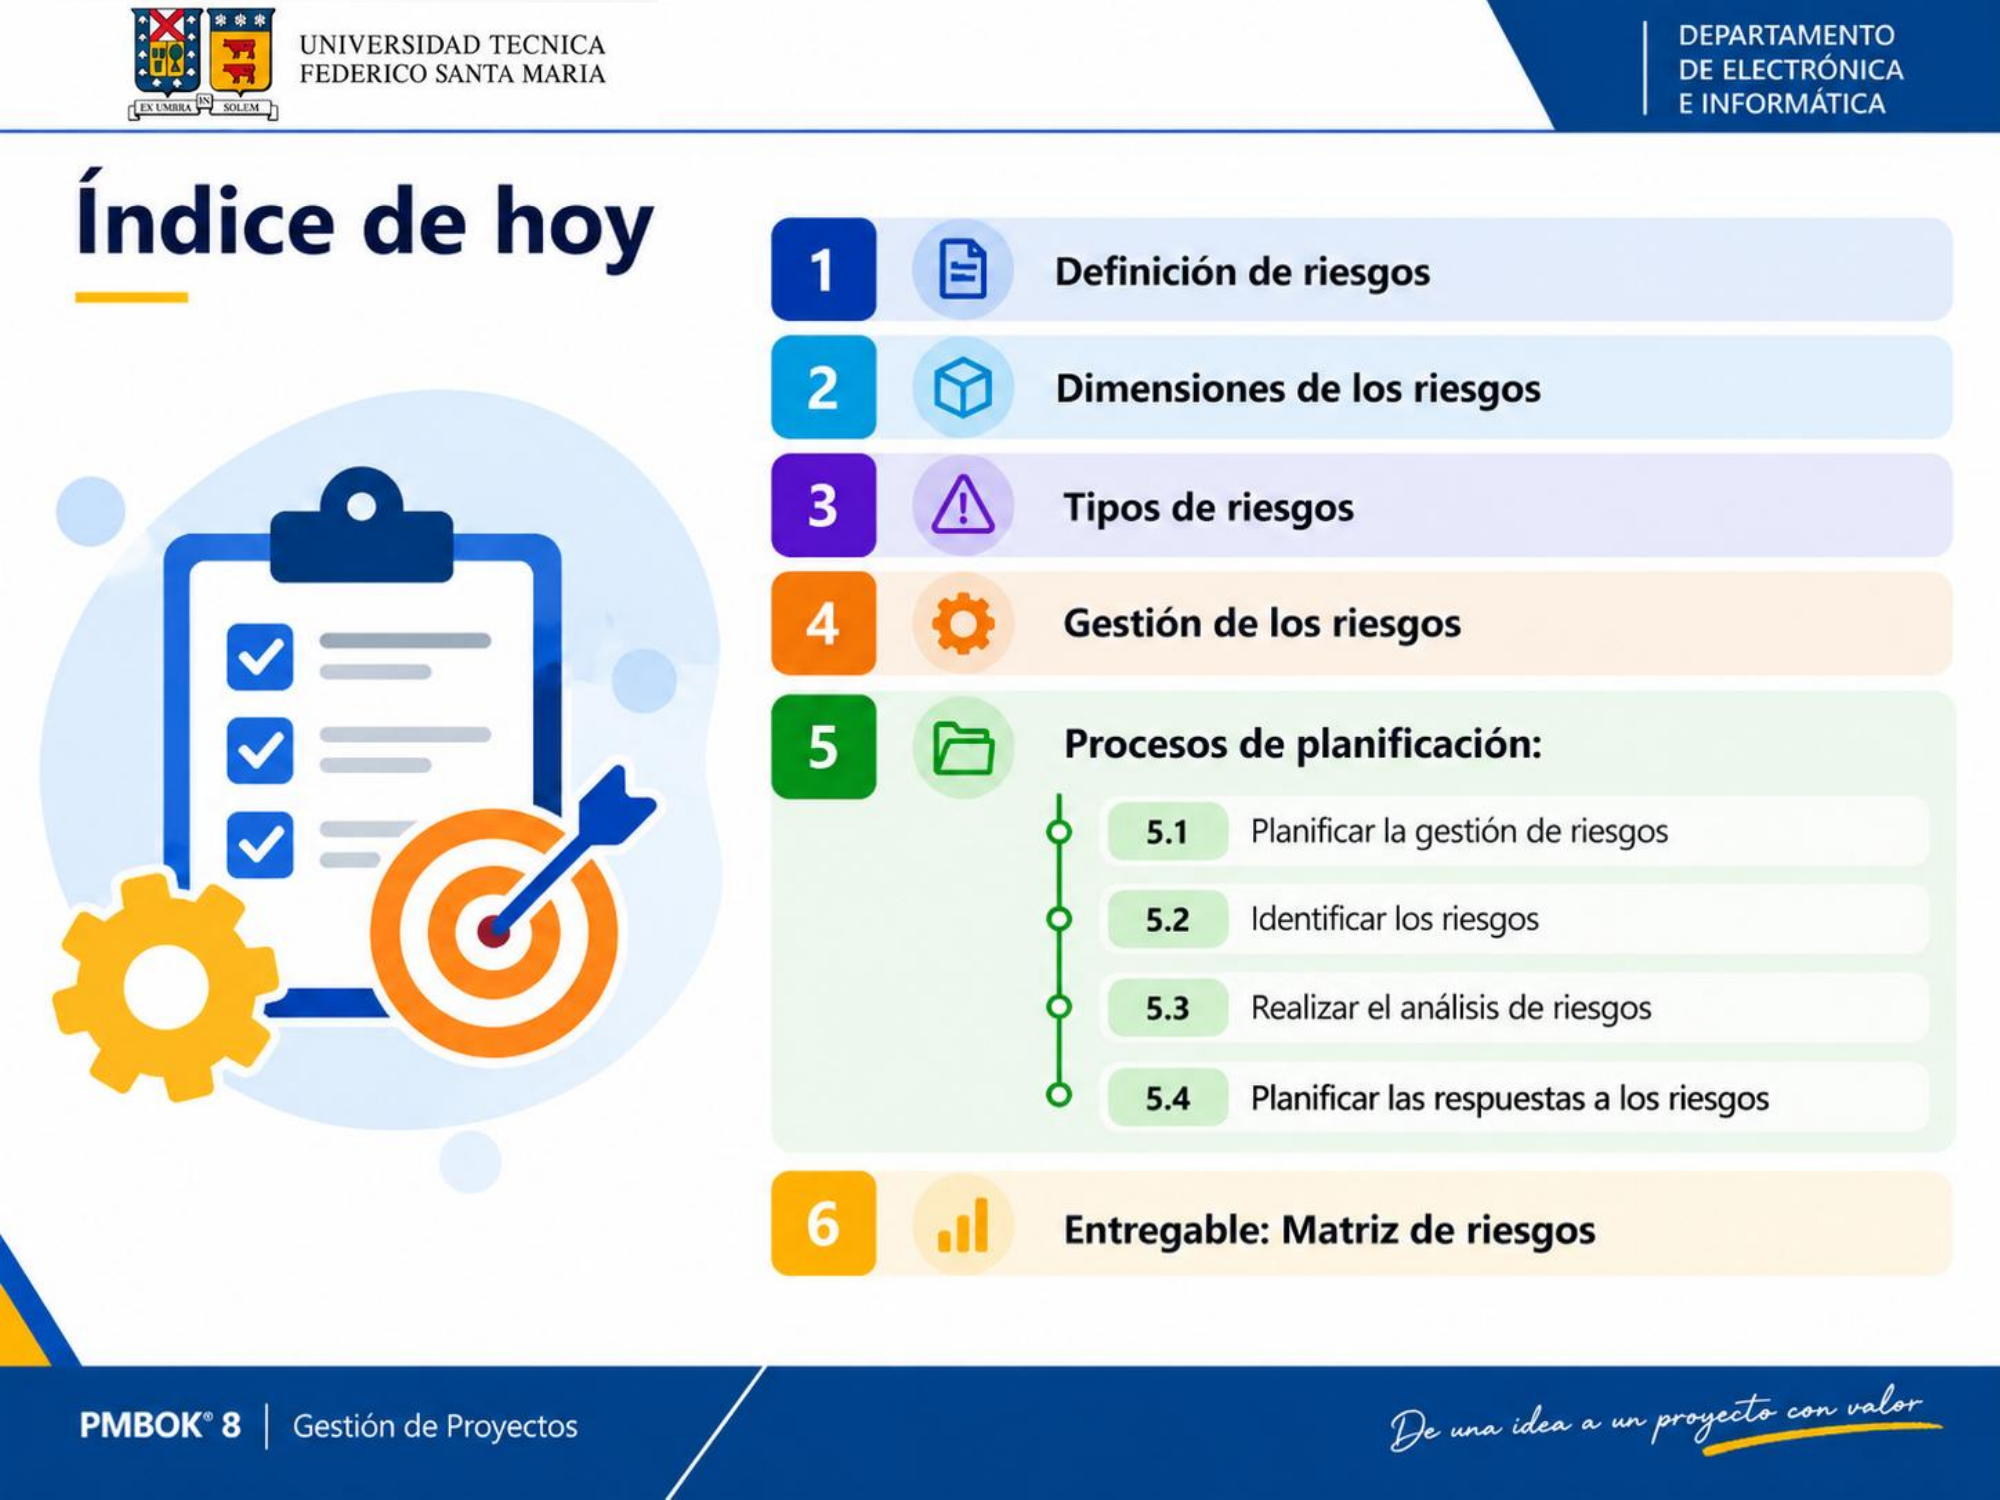 EX UMBRA IN SOLEM
UNIVERSIDAD TECNICA
FEDERICO SANTA MARIA
DEPARTAMENTO
DE ELECTRÓNICA
E INFORMÁTICA
Índice de hoy
1 Definición de riesgos
2 Dimensiones de los riesgos
3 Tipos de riesgos
4 Gestión de los riesgos
5 Procesos de planificación:
5.1 Planificar la gestión de riesgos
5.2 Identificar los riesgos
5.3 Realizar el análisis de riesgos
5.4 Planificar las respuestas a los riesgos
6 Entregable: Matriz de riesgos
PMBOK® 8 | Gestión de Proyectos
De una idea a un proyecto con valor